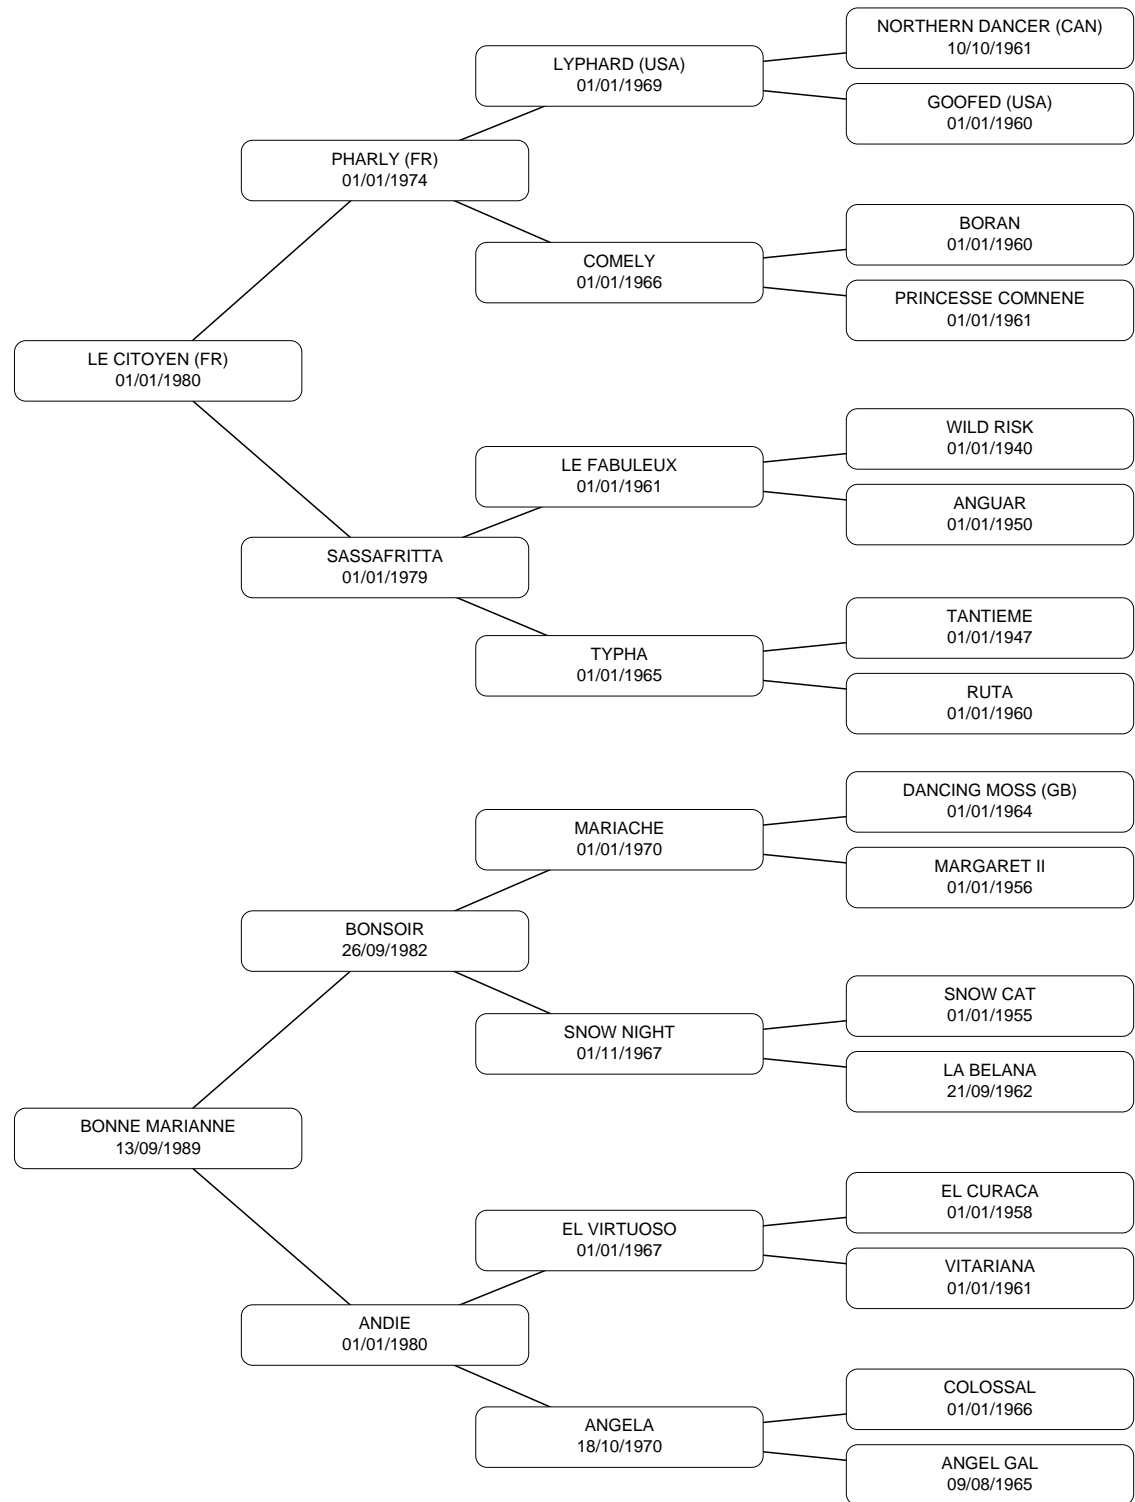 NORTHERN DANCER (CAN)
10/10/1961
LYPHARD (USA)
01/01/1969
GOOFED (USA)
01/01/1960
PHARLY (FR)
01/01/1974
BORAN
01/01/1960
COMELY
01/01/1966
PRINCESSE COMNENE
01/01/1961
LE CITOYEN (FR)
01/01/1980
WILD RISK
01/01/1940
LE FABULEUX
01/01/1961
ANGUAR
01/01/1950
SASSAFRITTA
01/01/1979
TANTIEME
01/01/1947
TYPHA
01/01/1965
RUTA
01/01/1960
DANCING MOSS (GB)
01/01/1964
MARIACHE
01/01/1970
MARGARET II
01/01/1956
BONSOIR
26/09/1982
SNOW CAT
01/01/1955
SNOW NIGHT
01/11/1967
LA BELANA
21/09/1962
BONNE MARIANNE
13/09/1989
EL CURACA
01/01/1958
EL VIRTUOSO
01/01/1967
VITARIANA
01/01/1961
ANDIE
01/01/1980
COLOSSAL
01/01/1966
ANGELA
18/10/1970
ANGEL GAL
09/08/1965